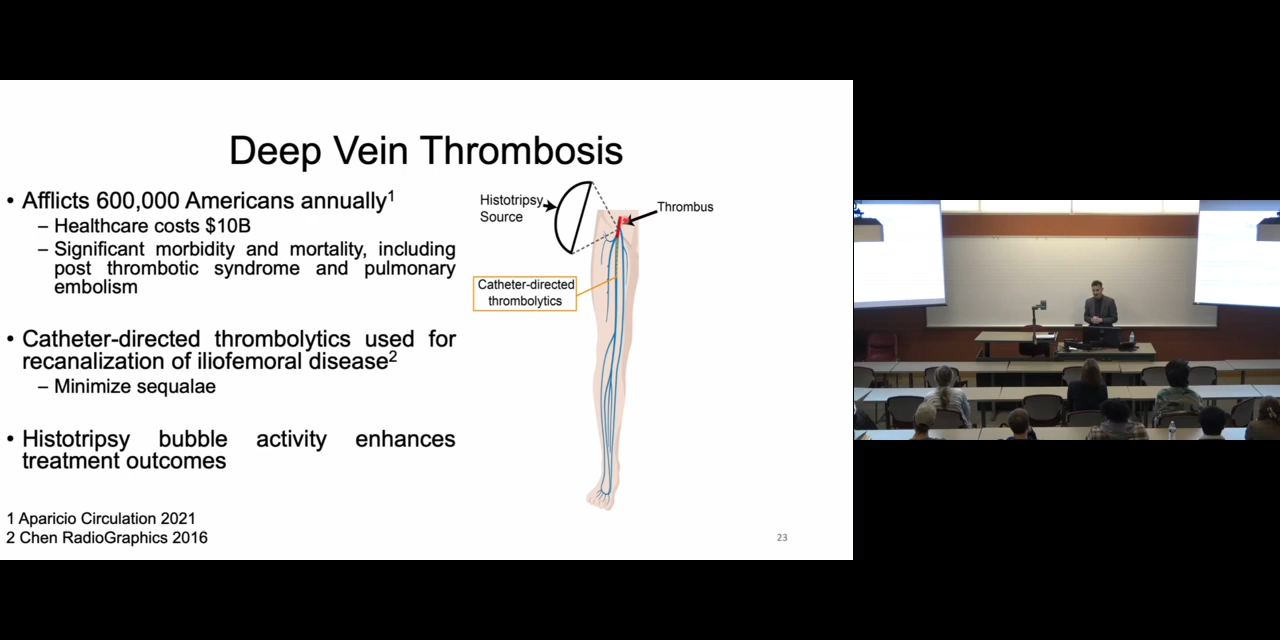 Deep Vein Thrombosis
• Afflicts 600,000 Americans annually1
– Healthcare costs $10B
– Significant morbidity and mortality, including
post thrombotic syndrome and pulmonary
embolism
• Catheter-directed thrombolytics used for
recanalization of iliofemoral disease2
– Minimize sequalae
• Histotripsy bubble activity enhances
treatment outcomes
Histotripsy
Source
Thrombus
Catheter-directed
thrombolytics
1 Aparicio Circulation 2021
2 Chen RadioGraphics 2016
23